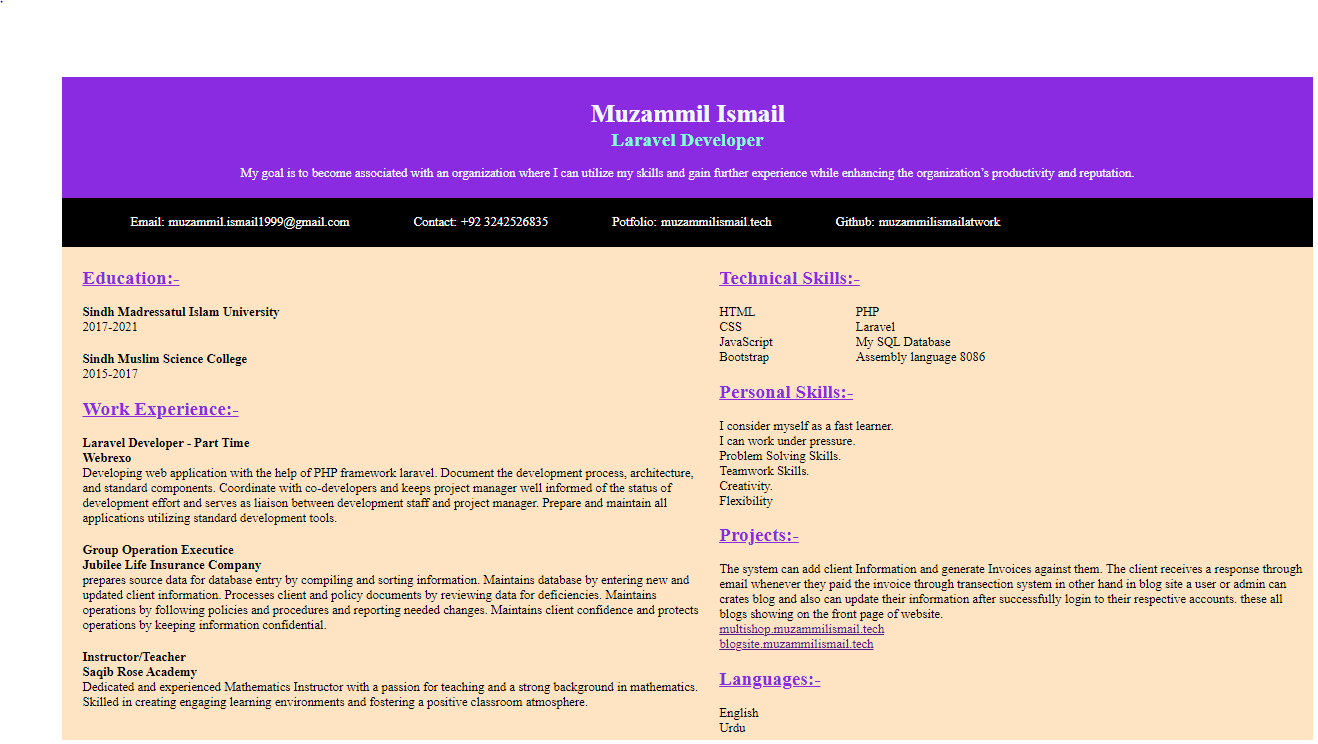 Muzammil Ismail
Laravel Developer
My goal is to become associated with an organization where I can utilize my skills and gain further experience while enhancing the organization’s productivity and reputation.
Email: muzammil.ismail1999@gmail.com Contact: +92 3242526835 Potfolio: muzammilismail.tech Github: muzammilismailatwork
Education:-
Sindh Madressatul Islam University
2017-2021
Sindh Muslim Science College
2015-2017
Work Experience:-
Laravel Developer - Part Time
Webrexo
Developing web application with the help of PHP framework laravel. Document the development process, architecture,
and standard components. Coordinate with co-developers and keeps project manager well informed of the status of
development effort and serves as liaison between development staff and project manager. Prepare and maintain all
applications utilizing standard development tools.
Group Operation Executice
Jubilee Life Insurance Company
prepares source data for database entry by compiling and sorting information. Maintains database by entering new and
updated client information. Processes client and policy documents by reviewing data for deficiencies. Maintains
operations by following policies and procedures and reporting needed changes. Maintains client confidence and protects
operations by keeping information confidential.
Instructor/Teacher
Saqib Rose Academy
Dedicated and experienced Mathematics Instructor with a passion for teaching and a strong background in mathematics.
Skilled in creating engaging learning environments and fostering a positive classroom atmosphere.
Technical Skills:-
HTML PHP
CSS Laravel
JavaScript My SQL Database
Bootstrap Assembly language 8086
Personal Skills:-
I consider myself as a fast learner.
I can work under pressure.
Problem Solving Skills.
Teamwork Skills.
Creativity.
Flexibility
Projects:-
The system can add client Information and generate Invoices against them. The client receives a response through
email whenever they paid the invoice through transection system in other hand in blog site a user or admin can
crates blog and also can update their information after successfully login to their respective accounts. these all
blogs showing on the front page of website.
multishop.muzammilismail.tech
blogsite.muzammilismail.tech
Languages:-
English
Urdu